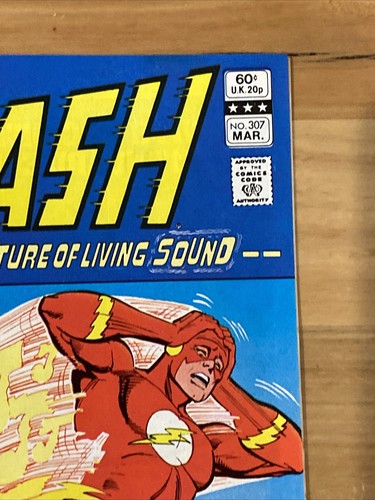 ASH
TURE OF LIVING SOUND --
60¢
U.K. 20p
NO. 307
MAR.
APPROVED
BY THE
COMICS
CODE
AUTHORITY